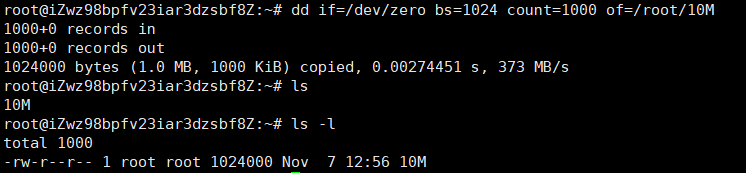 root@iZwz98bpfv23iar3dzsbf8Z:~# dd if=/dev/zero bs=1024 count=1000 of=/root/10M
1000+0 records in
1000+0 records out
1024000 bytes (1.0 MB, 1000 KiB) copied, 0.00274451 s, 373 MB/s
root@iZwz98bpfv23iar3dzsbf8Z:~# ls
10M
root@iZwz98bpfv23iar3dzsbf8Z:~# ls -l
total 1000
-rw-r--r-- 1 root root 1024000 Nov  7 12:56 10M